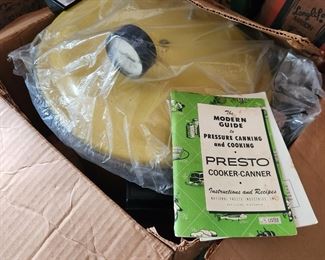 The
MODERN
GUIDE
to
PRESSURE CANNING
and COOKING
PRESTO
COOKER-CANNER
Instructions and Recipes
NATIONAL PRESTO INDUSTRIES, INC.